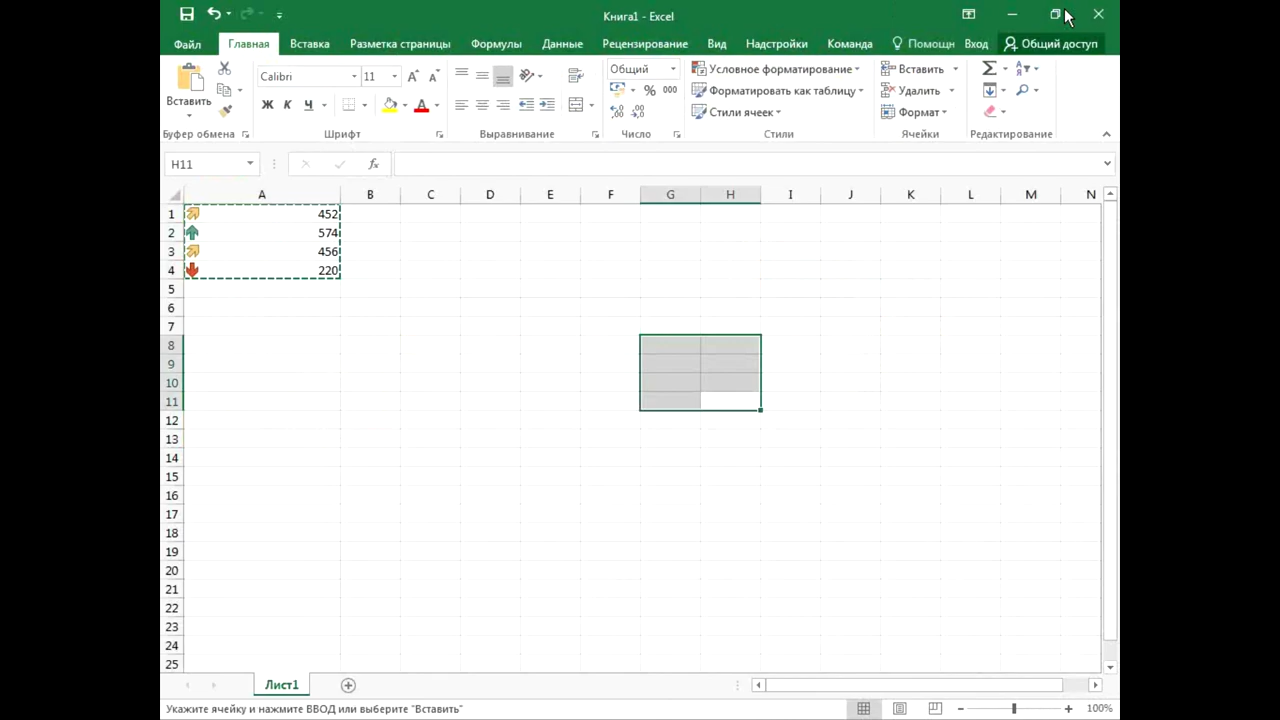 Книга1 - Excel
Файл Главная Вставка Разметка страницы Формулы Данные Рецензирование Вид Надстройки Команда Помощн Вход Общий доступ
Вставить
Calibri 11
Ж К Ч
Общий
% 000
Условное форматирование
Форматировать как таблицу
Стили ячеек
Вставить
Удалить
Формат
Буфер обмена Шрифт Выравнивание Число Стили Ячейки Редактирование
H11 fx
A B C D E F G H I J K L M N
1 452
2 574
3 456
4 220
5
6
7
8
9
10
11
12
13
14
15
16
17
18
19
20
21
22
23
24
25
Лист1
Укажите ячейку и нажмите ВВОД или выберите "Вставить" 100%